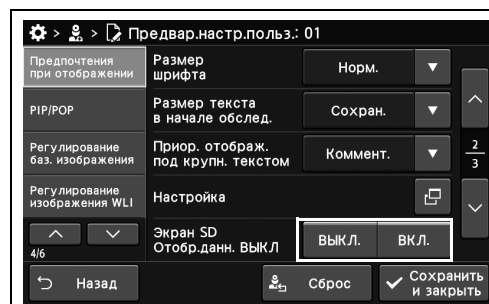 > > Предвар.настр.польз.: 01
Предпочтения
при отображении
Размер
шрифта
Норм.
PIP/POP
Размер текста
в начале обслед.
Сохран.
Регулирование
баз. изображения
Приор. отображ.
под крупн. текстом
Коммент.
2
3
Регулирование
изображения WLI
Настройка
4/6
Экран SD
Отобр.данн. ВЫКЛ
ВЫКЛ.
ВКЛ.
Назад
Сброс
Сохранить
и закрыть